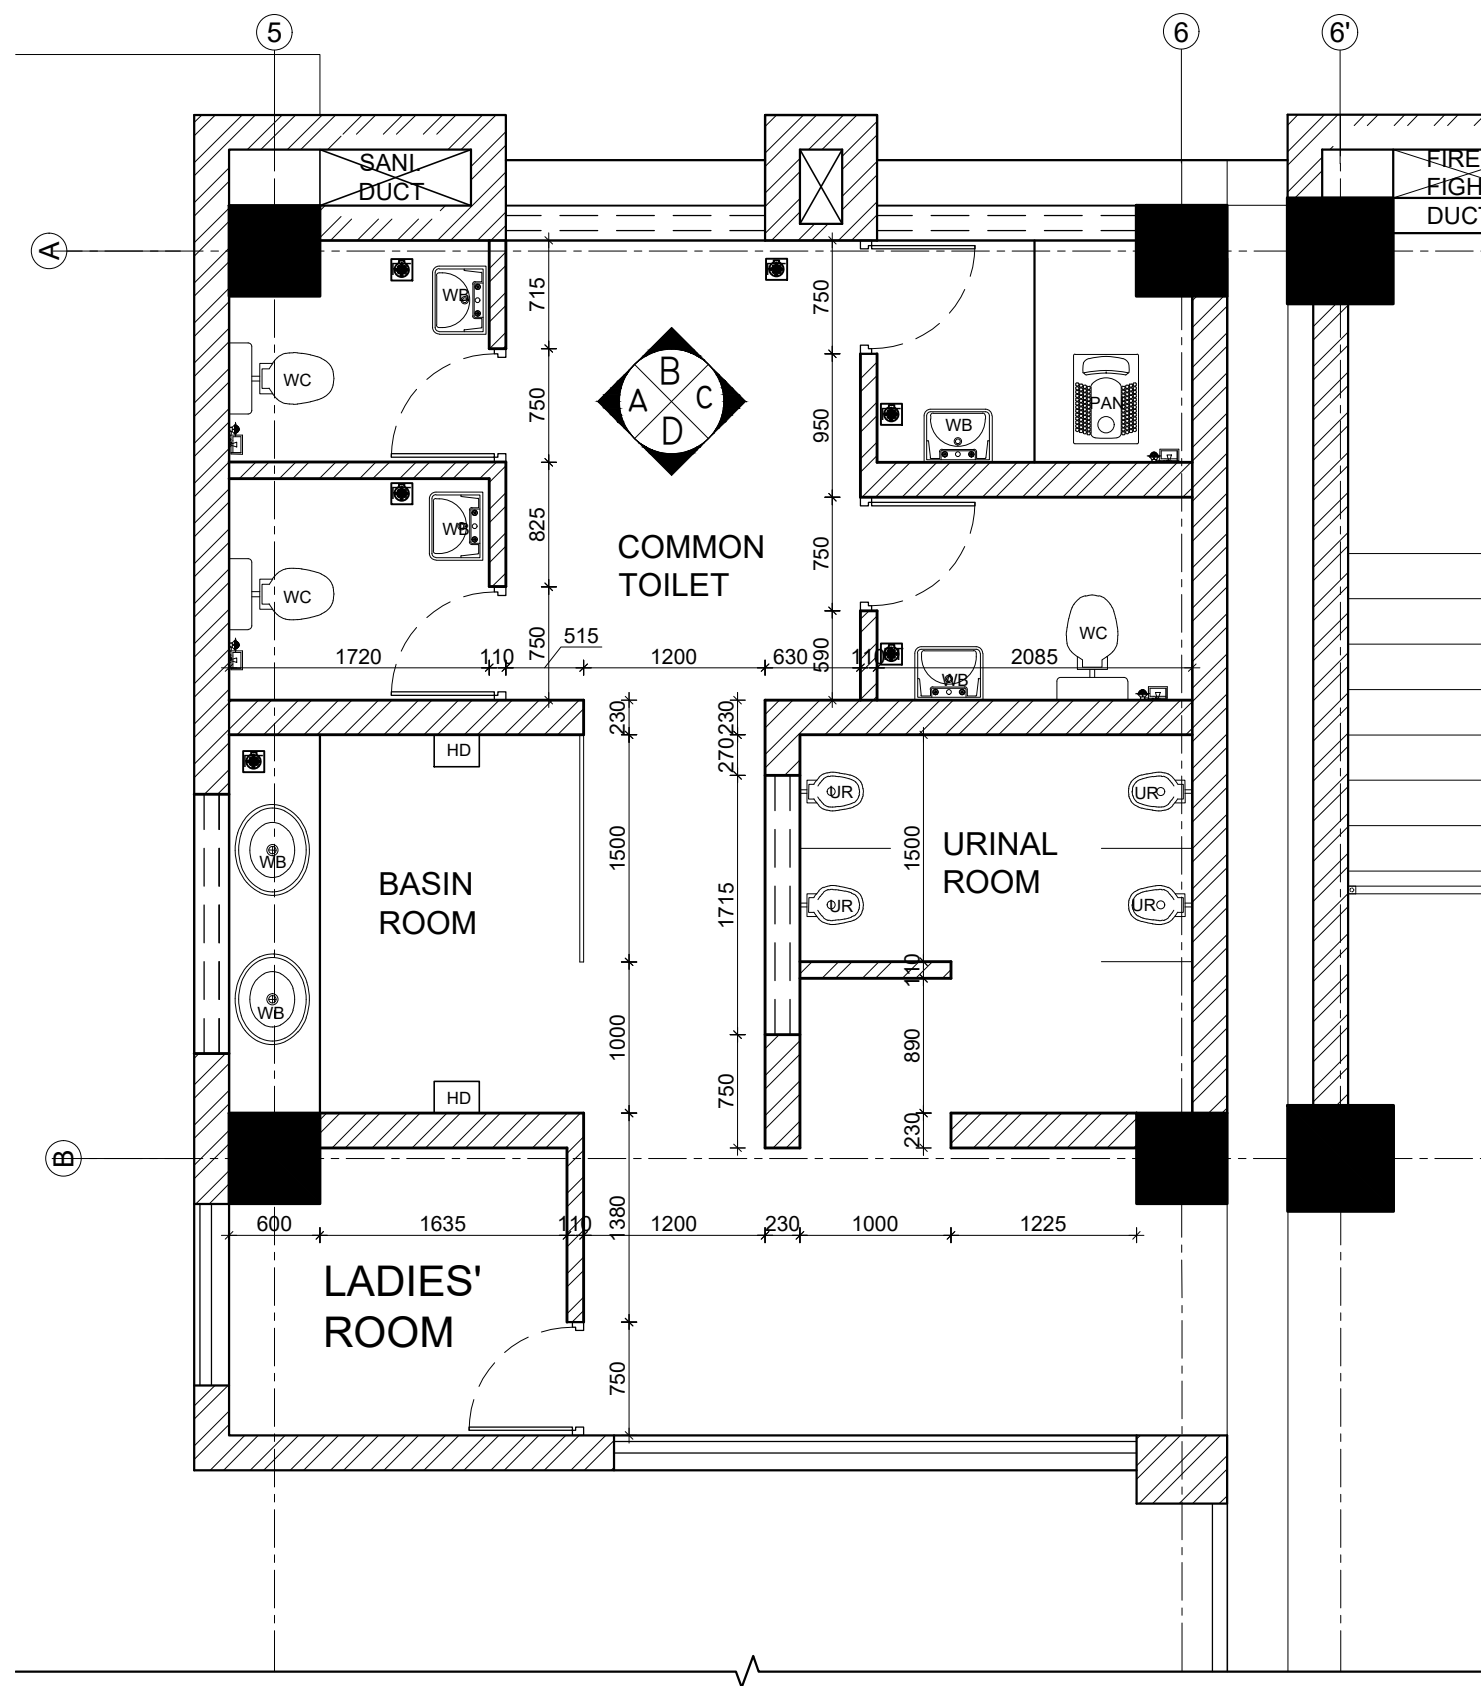 5
6
6'
SANI.
DUCT
FIRE
FIGH
DUCT
A
WB
715
750
B
A
C
D
WC
750
950
WB
PAN
WB
825
COMMON
TOILET
750
WC
WC
1720
110
750
515
1200
630
590
110
WB
2085
230
230
270
HD
UR
UR
1500
1500
URINAL
ROOM
WB
BASIN
ROOM
1715
UR
UR
110
WB
1000
890
750
HD
230
B
1380
600
1635
110
1200
230
1000
1225
LADIES'
ROOM
750